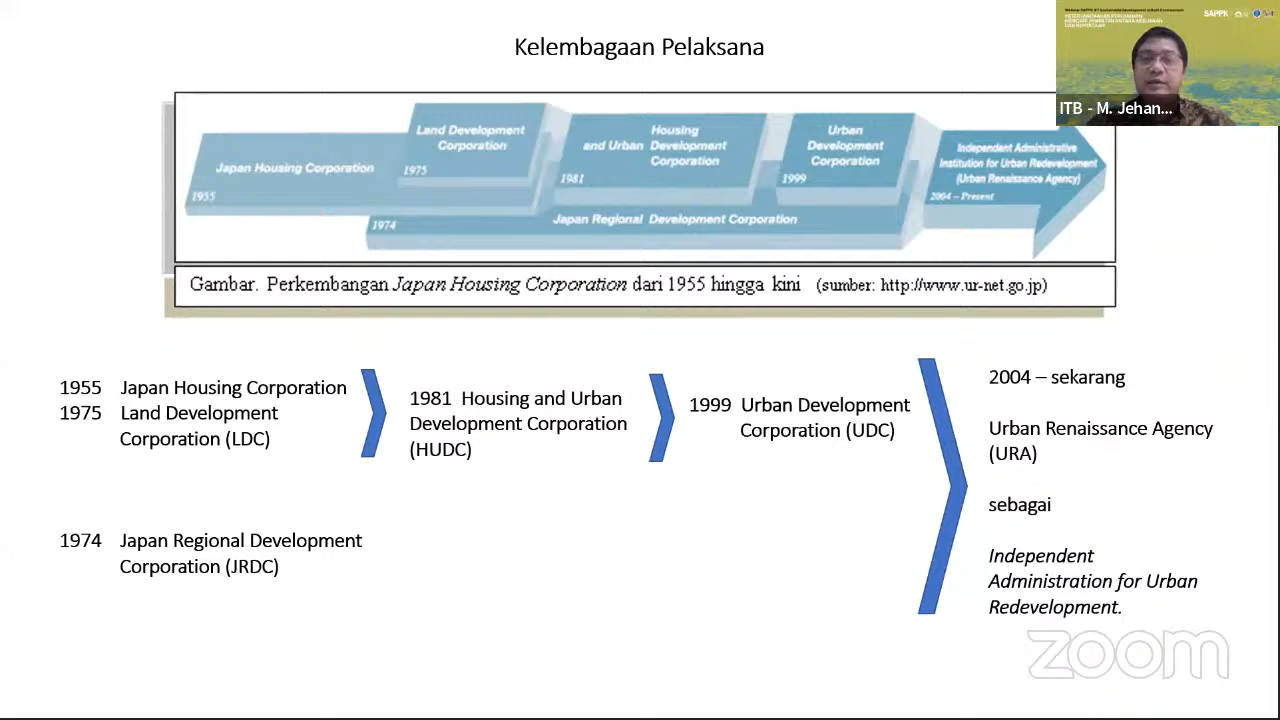 Kelembagaan Pelaksana
SAPPK
ITB - M. Jehan...
Japan Housing Corporation
1955
Land Development
Corporation
1975
Housing
and Urban Development
Corporation
1981
Urban
Development
Corporation
1999
Independent Administrative
Institution for Urban Redevelopment
(Urban Renaissance Agency)
2004 – Present
1974
Japan Regional Development Corporation
Gambar. Perkembangan Japan Housing Corporation dari 1955 hingga kini (sumber: http://www.ur-net.go.jp)
1955 Japan Housing Corporation
1975 Land Development
Corporation (LDC)
1974 Japan Regional Development
Corporation (JRDC)
1981 Housing and Urban
Development Corporation
(HUDC)
1999 Urban Development
Corporation (UDC)
2004 – sekarang
Urban Renaissance Agency
(URA)
sebagai
Independent
Administration for Urban
Redevelopment.
zoom